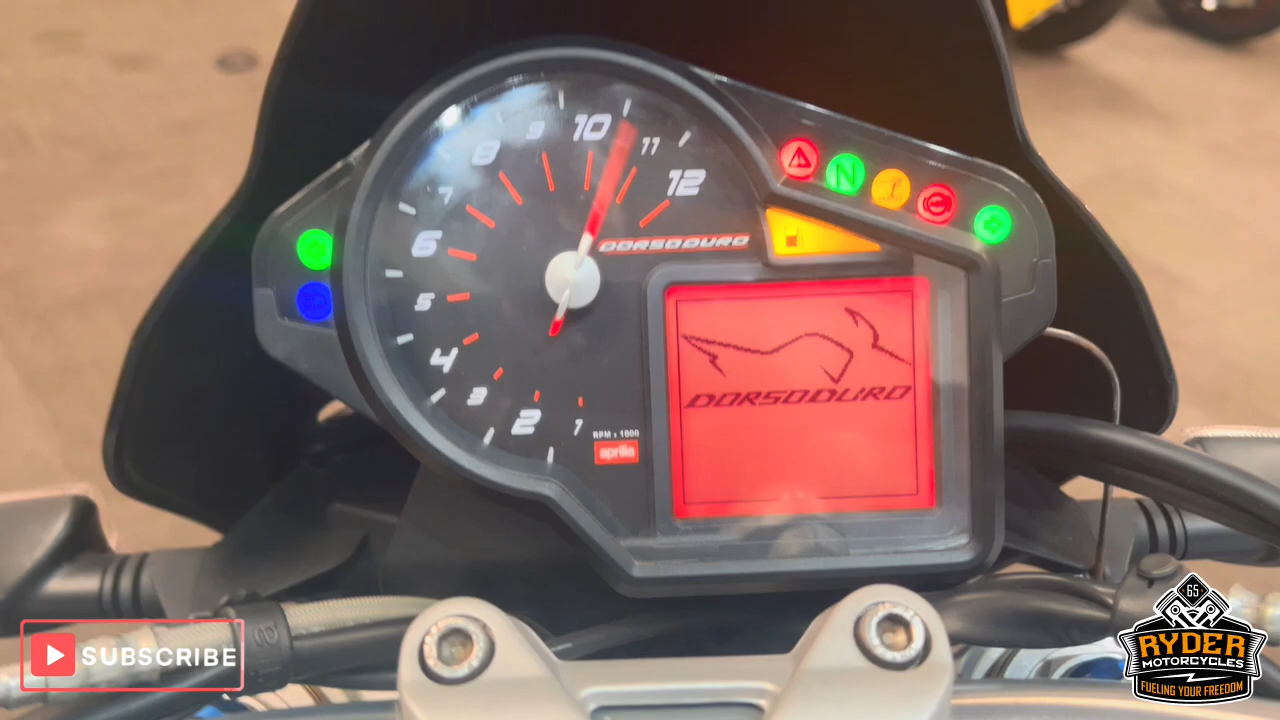 1
2
3
4
5
6
7
8
9
10
11
12
RPM x 1000
aprilia
DORSODURO
N
DORSODURO
SUBSCRIBE
65
RYDER
MOTORCYCLES
FUELING YOUR FREEDOM